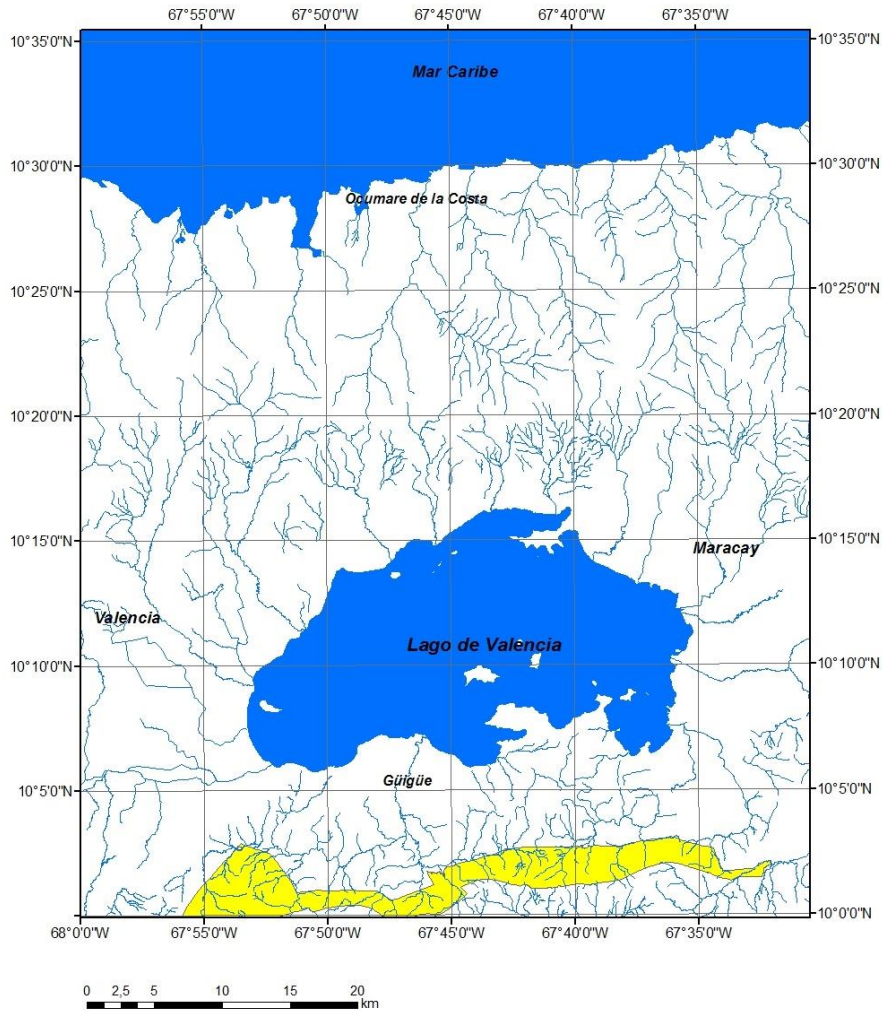 67°55'0"W 67°50'0"W 67°45'0"W 67°40'0"W 67°35'0"W
10°35'0"N 10°35'0"N
Mar Caribe
10°30'0"N 10°30'0"N
Ocumare de la Costa
10°25'0"N 10°25'0"N
10°20'0"N 10°20'0"N
10°15'0"N 10°15'0"N
Maracay
Valencia
Lago de Valencia
10°10'0"N 10°10'0"N
Güigüe
10°5'0"N 10°5'0"N
10°0'0"N
68°0'0"W 67°55'0"W 67°50'0"W 67°45'0"W 67°40'0"W 67°35'0"W
0 2,5 5 10 15 20
km